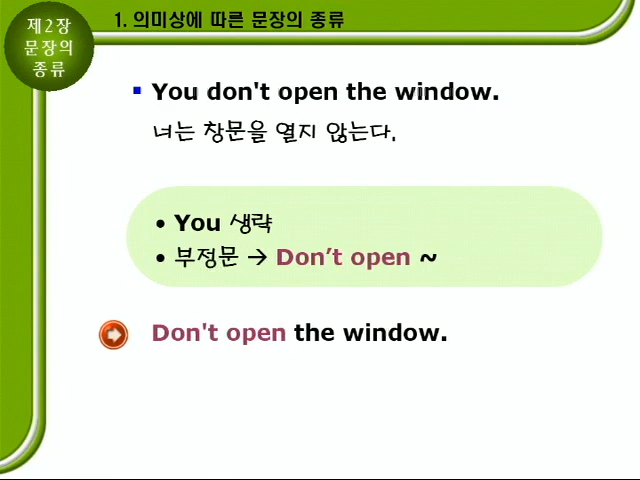 제2장
문장의
종류
1. 의미상에 따른 문장의 종류
▪ You don't open the window.
너는 창문을 열지 않는다.
• You 생략
• 부정문 → Don’t open ~
Don't open the window.